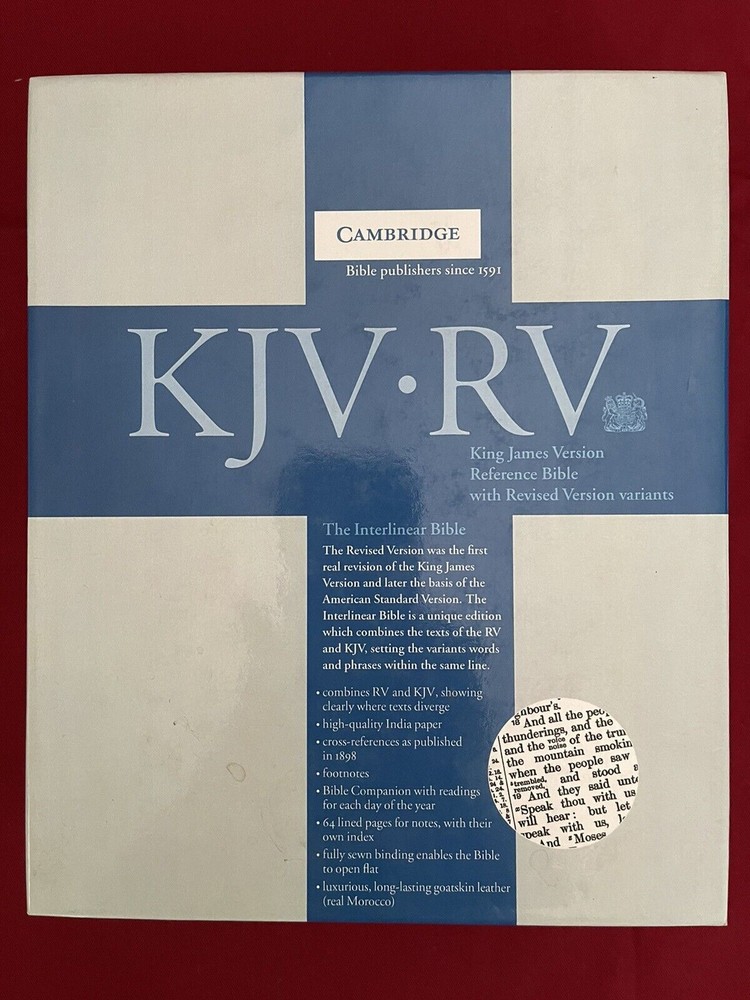 CAMBRIDGE
Bible publishers since 1591
KJV·RV
King James Version
Reference Bible
with Revised Version variants
The Interlinear Bible
The Revised Version was the first
real revision of the King James
Version and later the basis of the
American Standard Version. The
Interlinear Bible is a unique edition
which combines the texts of the RV
and KJV, setting the variants words
and phrases within the same line.
• combines RV and KJV, showing
clearly where texts diverge
• high-quality India paper
• cross-references as published
in 1898
• footnotes
• Bible Companion with readings
for each day of the year
• 64 lined pages for notes, with their
own index
• fully sewn binding enables the Bible
to open flat
• luxurious, long-lasting goatskin leather
(real Morocco)
18 And all the
thunderings, and the
and the voice noise of the
the mountain
when the people saw
trembled, removed, and stood
19 And they said
Speak thou with us
will hear: but let
speak with us,
And Moses